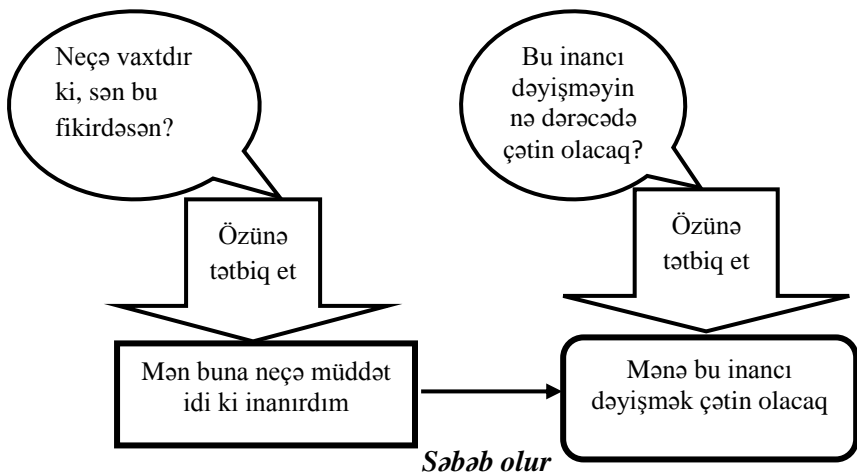 Neçə vaxtdır
ki, sən bu
fikirdəsən?
Bu inancı
dəyişməyin
nə dərəcədə
çətin olacaq?
Özünə
tətbiq et
Özünə
tətbiq et
Mən buna neçə müddət
idi ki inanırdım
Mənə bu inancı
dəyişmək çətin olacaq
Səbəb olur